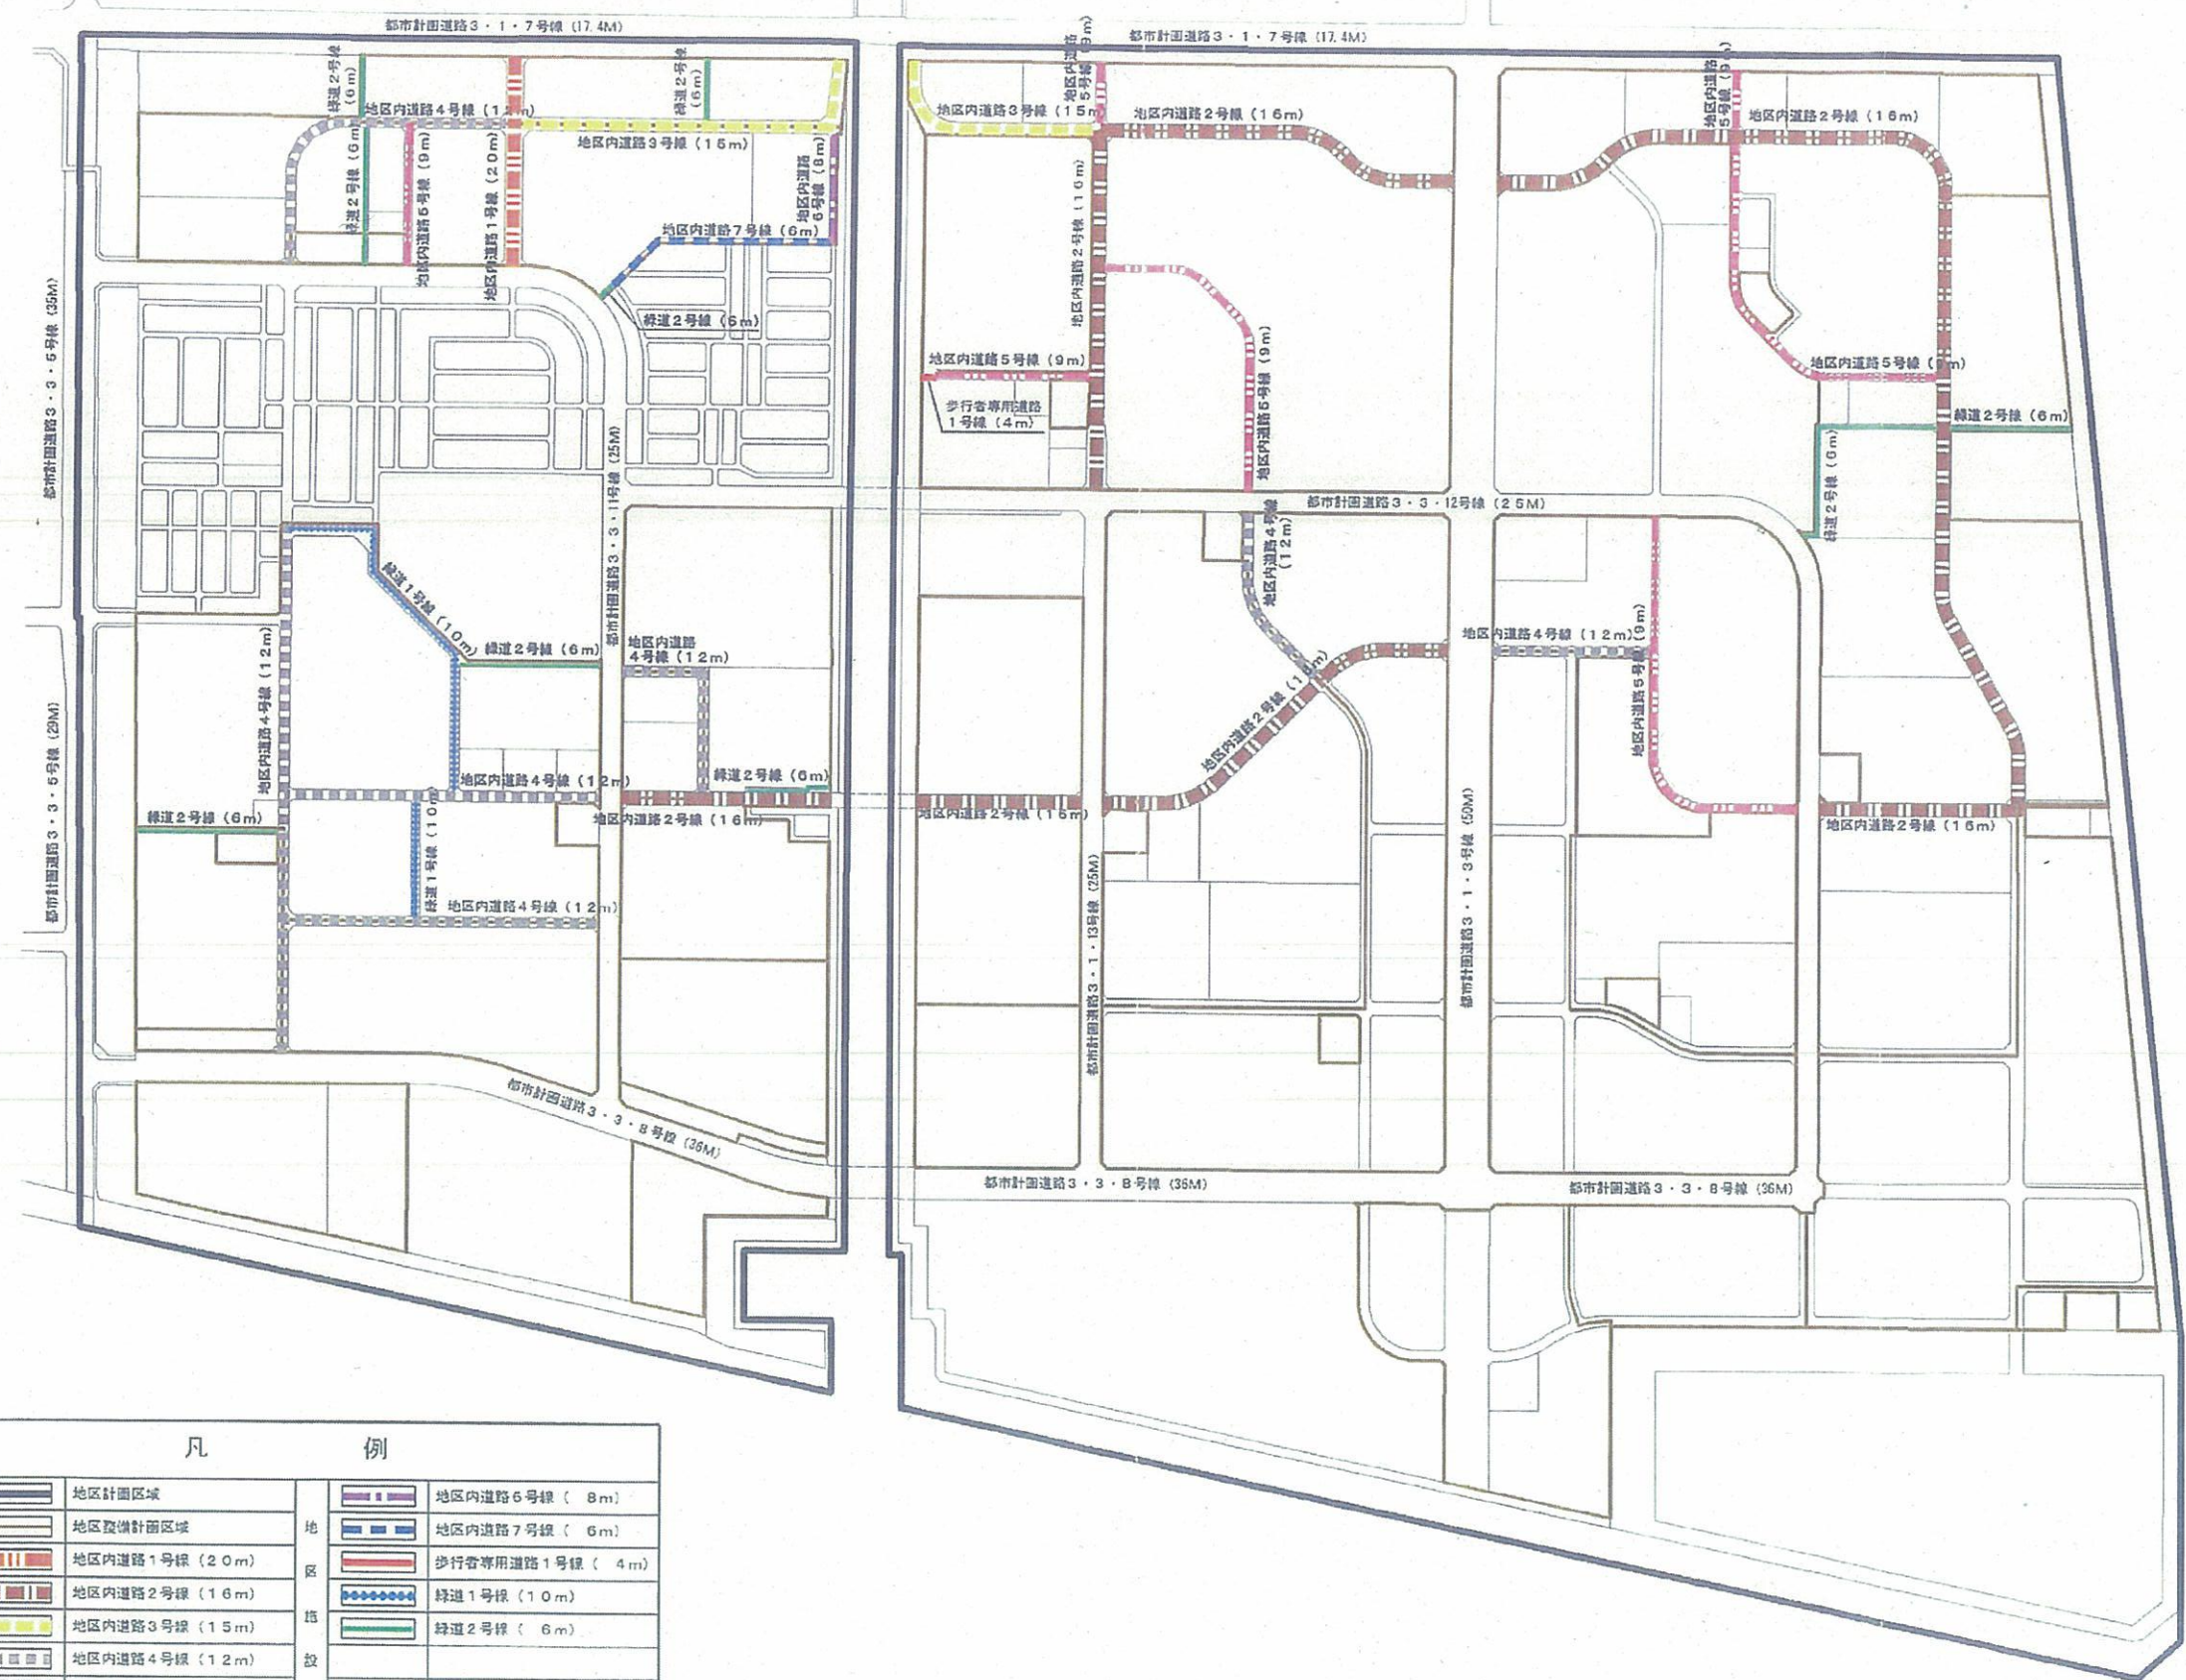 都市計画道路3・1・7号線 (17.4M)
都市計画道路3・1・7号線 (17.4M)
緑道2号線
(6m)
緑道2号線
(6m)
地区内道路
5号線 (9m)
地区内道路
5号線 (9m)
地区内道路4号線 (12m)
地区内道路3号線 (15m)
地区内道路2号線 (16m)
地区内道路2号線 (16m)
地区内道路3号線 (15m)
緑道2号線 (6m)
地区内道路5号線 (9m)
地区内道路1号線 (20m)
地区内道路
6号線 (8m)
地区内道路7号線 (6m)
緑道2号線 (6m)
地区内道路2号線 (16m)
都市計画道路3・3・5号線 (35M)
地区内道路5号線 (9m)
歩行者専用道路
1号線 (4m)
地区内道路5号線 (9m)
地区内道路5号線 (9m)
緑道2号線 (6m)
緑道2号線 (6m)
都市計画道路3・3・11号線 (25M)
都市計画道路3・3・12号線 (25M)
地区内道路4号線
(12m)
緑道1号線 (10m)
緑道2号線 (6m)
地区内道路
4号線 (12m)
地区内道路4号線 (12m)
地区内道路4号線 (12m)
地区内道路5号線 (9m)
地区内道路2号線 (16m)
都市計画道路3・3・5号線 (29M)
地区内道路4号線 (12m)
緑道2号線 (6m)
緑道2号線 (6m)
地区内道路2号線 (16m)
地区内道路2号線 (16m)
地区内道路2号線 (16m)
緑道1号線 (10m)
地区内道路4号線 (12m)
都市計画道路3・1・13号線 (25M)
都市計画道路3・1・3号線 (50M)
都市計画道路3・3・8号線 (36M)
都市計画道路3・3・8号線 (36M)
都市計画道路3・3・8号線 (36M)
凡 例
地区計画区域
地区整備計画区域
地区内道路1号線 (20m)
地区内道路2号線 (16m)
地区内道路3号線 (15m)
地区内道路4号線 (12m)
地
区
施
設
地区内道路6号線 ( 8m)
地区内道路7号線 ( 6m)
歩行者専用道路1号線 ( 4m)
緑道1号線 (10m)
緑道2号線 ( 6m)